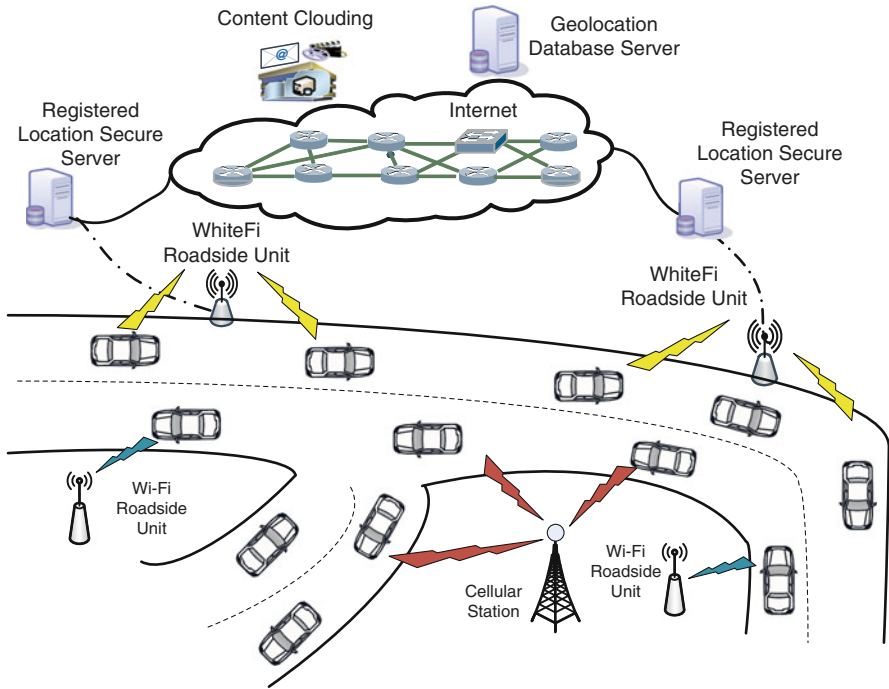 Content Clouding
Geolocation
Database Server
Registered
Location Secure
Server
@
Internet
Registered
Location Secure
Server
WhiteFi
Roadside Unit
WhiteFi
Roadside Unit
Wi-Fi
Roadside
Unit
Cellular
Station
Wi-Fi
Roadside
Unit